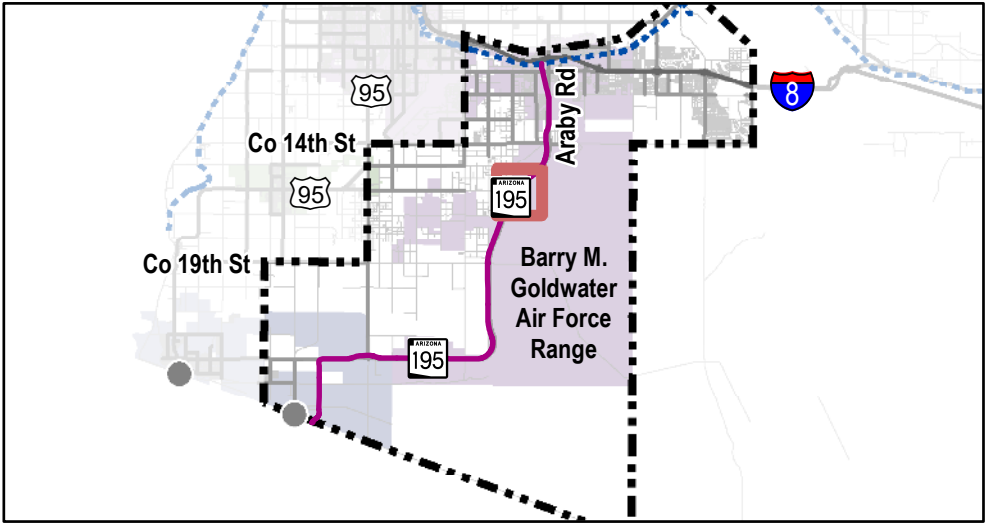 95
Araby Rd
8
Co 14th St
95
ARIZONA
195
Co 19th St
Barry M.
Goldwater
Air Force
Range
ARIZONA
195